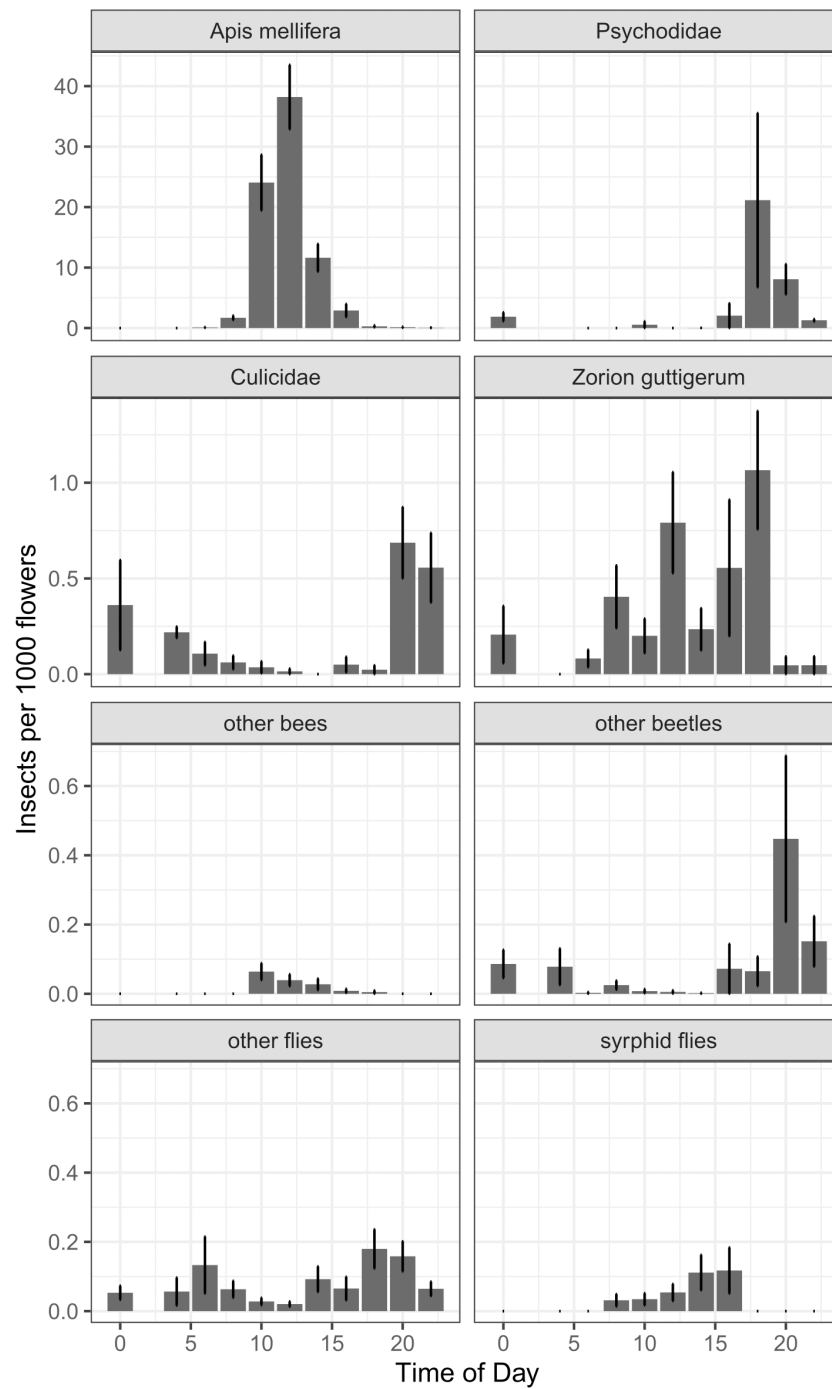 Apis mellifera
Psychodidae
40
30
20
10
0
Culicidae
Zorion guttigerum
1.0
0.5
0.0
other bees
other beetles
0.6
0.4
0.2
0.0
other flies
syrphid flies
0.6
0.4
0.2
0.0
0 5 10 15 20
0 5 10 15 20
Time of Day
Insects per 1000 flowers